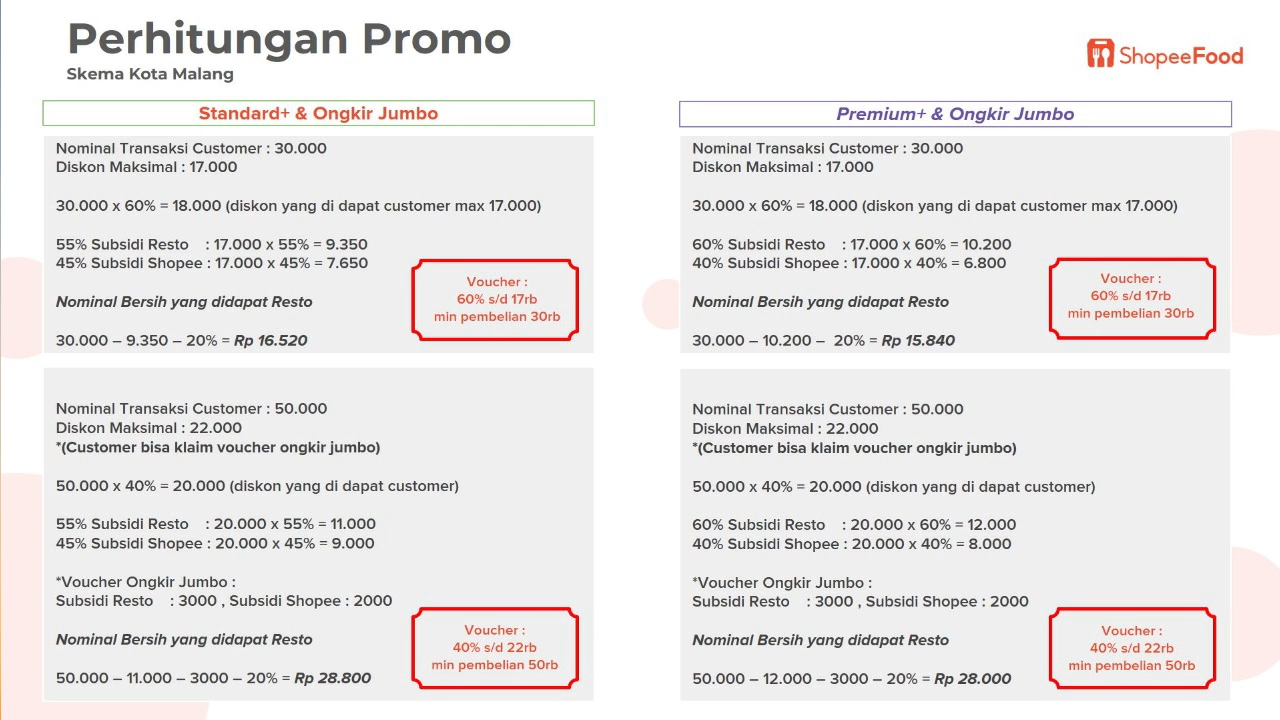 Perhitungan Promo
Skema Kota Malang
ShopeeFood
Standard+ & Ongkir Jumbo
Nominal Transaksi Customer : 30.000
Diskon Maksimal : 17.000
30.000 x 60% = 18.000 (diskon yang di dapat customer max 17.000)
55% Subsidi Resto : 17.000 x 55% = 9.350
45% Subsidi Shopee : 17.000 x 45% = 7.650
Nominal Bersih yang didapat Resto
30.000 – 9.350 – 20% = Rp 16.520
Voucher :
60% s/d 17rb
min pembelian 30rb
Nominal Transaksi Customer : 50.000
Diskon Maksimal : 22.000
*(Customer bisa klaim voucher ongkir jumbo)
50.000 x 40% = 20.000 (diskon yang di dapat customer)
55% Subsidi Resto : 20.000 x 55% = 11.000
45% Subsidi Shopee : 20.000 x 45% = 9.000
*Voucher Ongkir Jumbo :
Subsidi Resto : 3000 , Subsidi Shopee : 2000
Nominal Bersih yang didapat Resto
50.000 – 11.000 – 3000 – 20% = Rp 28.800
Voucher :
40% s/d 22rb
min pembelian 50rb
Premium+ & Ongkir Jumbo
Nominal Transaksi Customer : 30.000
Diskon Maksimal : 17.000
30.000 x 60% = 18.000 (diskon yang di dapat customer max 17.000)
60% Subsidi Resto : 17.000 x 60% = 10.200
40% Subsidi Shopee : 17.000 x 40% = 6.800
Nominal Bersih yang didapat Resto
30.000 – 10.200 – 20% = Rp 15.840
Voucher :
60% s/d 17rb
min pembelian 30rb
Nominal Transaksi Customer : 50.000
Diskon Maksimal : 22.000
*(Customer bisa klaim voucher ongkir jumbo)
50.000 x 40% = 20.000 (diskon yang di dapat customer)
60% Subsidi Resto : 20.000 x 60% = 12.000
40% Subsidi Shopee : 20.000 x 40% = 8.000
*Voucher Ongkir Jumbo :
Subsidi Resto : 3000 , Subsidi Shopee : 2000
Nominal Bersih yang didapat Resto
50.000 – 12.000 – 3000 – 20% = Rp 28.000
Voucher :
40% s/d 22rb
min pembelian 50rb